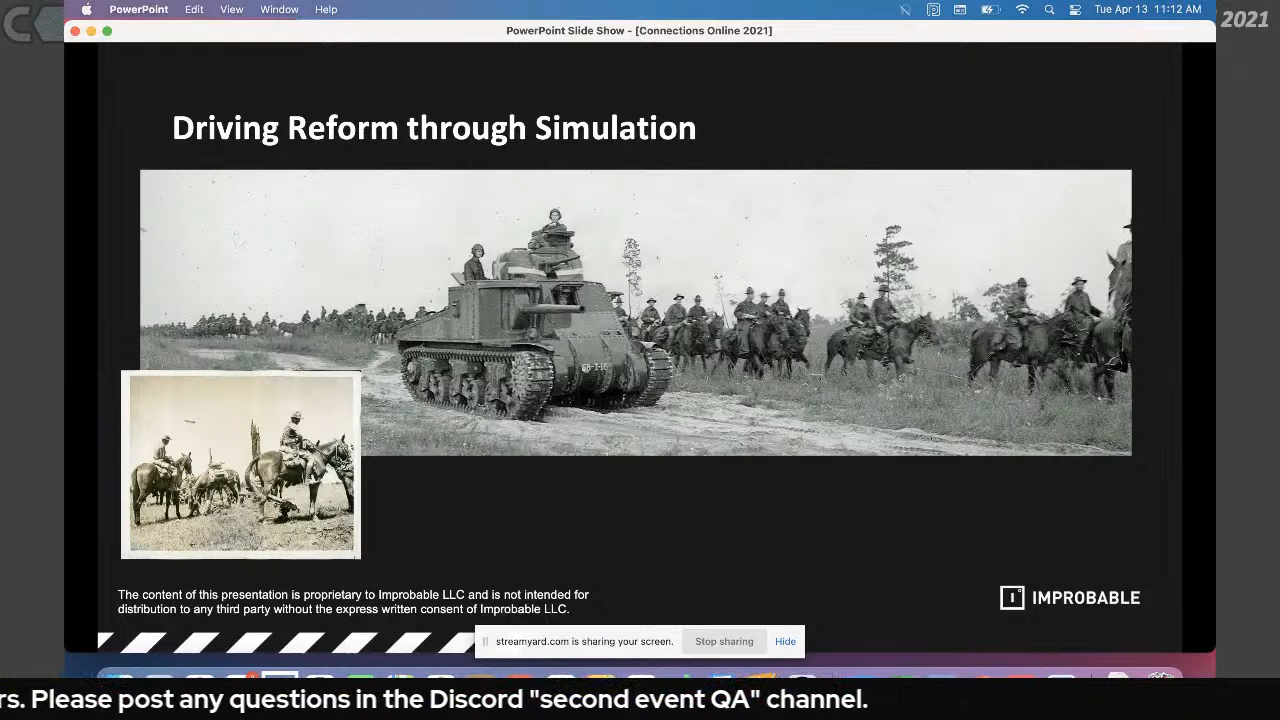 PowerPoint Edit View Window Help
Tue Apr 13 11:12 AM
2021
PowerPoint Slide Show - [Connections Online 2021]
Driving Reform through Simulation
The content of this presentation is proprietary to Improbable LLC and is not intended for
distribution to any third party without the express written consent of Improbable LLC.
IMPROBABLE
streamyard.com is sharing your screen. Stop sharing Hide
rs. Please post any questions in the Discord "second event QA" channel.